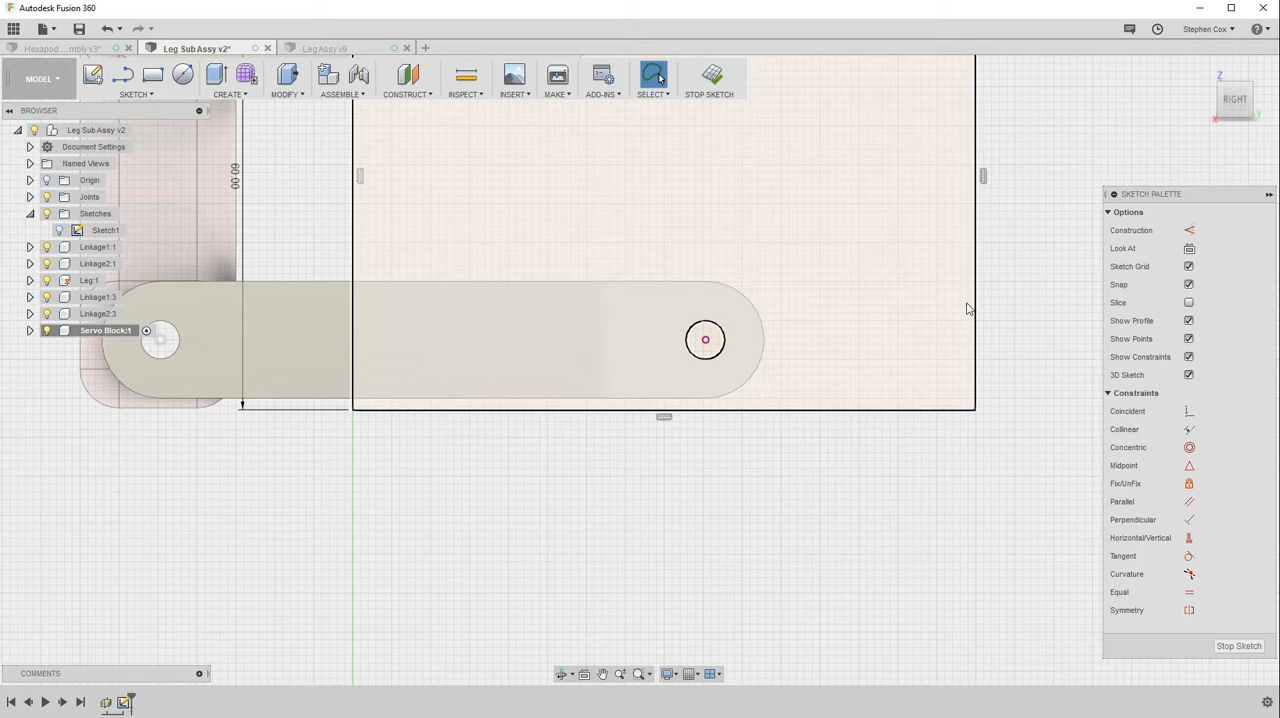 Autodesk Fusion 360
Stephen Cox
Hexapod ...mbly v3*
Leg Sub Assy v2*
Leg Assy v9
MODEL
SKETCH
CREATE
MODIFY
ASSEMBLE
CONSTRUCT
INSPECT
INSERT
MAKE
ADD-INS
SELECT
STOP SKETCH
BROWSER
Leg Sub Assy v2
Document Settings
Named Views
Origin
Joints
Sketches
Sketch1
Linkage1:1
Linkage2:1
Leg:1
Linkage1:3
Linkage2:3
Servo Block:1
60.00
Z
RIGHT
X
Y
SKETCH PALETTE
Options
Construction
Look At
Sketch Grid
Snap
Slice
Show Profile
Show Points
Show Constraints
3D Sketch
Constraints
Coincident
Collinear
Concentric
Midpoint
Fix/UnFix
Parallel
Perpendicular
Horizontal/Vertical
Tangent
Curvature
Equal
Symmetry
Stop Sketch
COMMENTS